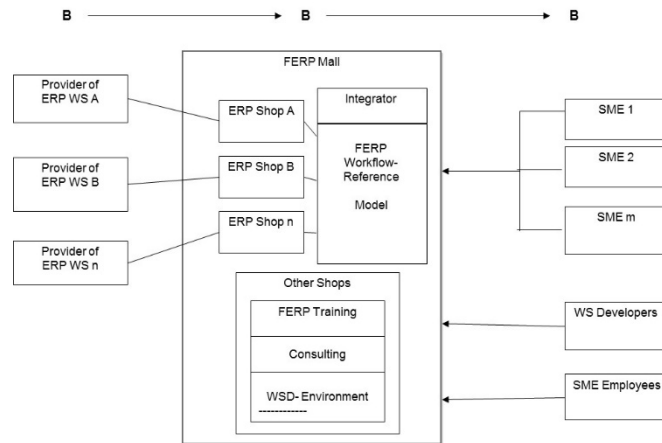 B
B
B
FERP Mall
Provider of
ERP WS A
Provider of
ERP WS B
Provider of
ERP WS n
ERP Shop A
ERP Shop B
ERP Shop n
Integrator
FERP
Workflow-
Reference
Model
Other Shops
FERP Training
Consulting
WSD- Environment
------------
SME 1
SME 2
SME m
WS Developers
SME Employees